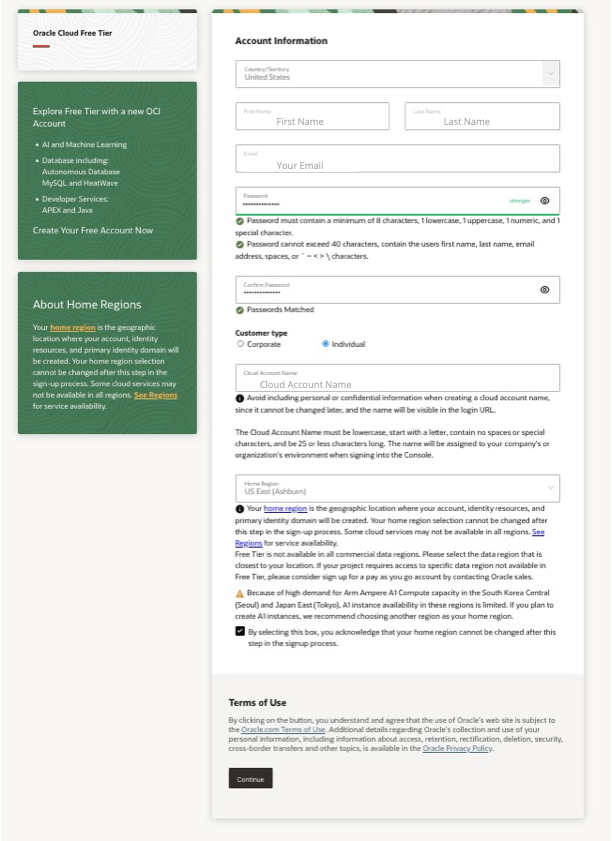 Oracle Cloud Free Tier
Explore Free Tier with a new OCI
Account
• AI and Machine Learning
• Database including:
Autonomous Database
MySQL and HeatWave
• Developer Services:
APEX and Java
Create Your Free Account Now
About Home Regions
Your home region is the geographic
location where your account, identity
resources, and primary identity domain will
be created. Your home region selection
cannot be changed after this step in the
sign-up process. Some cloud services may
not be available in all regions. See Regions
for service availability.
Account Information
Country/Territory
United States
First Name
First Name
Last Name
Last Name
Email
Your Email
Password
••••••••••••••
stronger
Password must contain a minimum of 8 characters, 1 lowercase, 1 uppercase, 1 numeric, and 1
special character.
Password cannot exceed 40 characters, contain the users first name, last name, email
address, spaces, or ` ~ < > \ characters.
Confirm Password
••••••••••••••
Passwords Matched
Customer type
Corporate
Individual
Cloud Account Name
Cloud Account Name
Avoid including personal or confidential information when creating a cloud account name,
since it cannot be changed later, and the name will be visible in the login URL.
The Cloud Account Name must be lowercase, start with a letter, contain no spaces or special
characters, and be 25 or less characters long. The name will be assigned to your company's or
organization's environment when signing into the Console.
Home Region
US East (Ashburn)
Your home region is the geographic location where your account, identity resources, and
primary identity domain will be created. Your home region selection cannot be changed after
this step in the sign-up process. Some cloud services may not be available in all regions. See
Regions for service availability.
Free Tier is not available in all commercial data regions. Please select the data region that is
closest to your location. If your project requires access to specific data region not available in
Free Tier, please consider sign up for a pay as you go account by contacting Oracle sales.
Because of high demand for Arm Ampere A1 Compute capacity in the South Korea Central
(Seoul) and Japan East (Tokyo), A1 instance availability in these regions is limited. If you plan to
create A1 instances, we recommend choosing another region as your home region.
By selecting this box, you acknowledge that your home region cannot be changed after this
step in the signup process.
Terms of Use
By clicking on the button, you understand and agree that the use of Oracle's web site is subject to
the Oracle.com Terms of Use. Additional details regarding Oracle's collection and use of your
personal information, including information about access, retention, rectification, deletion, security,
cross-border transfers and other topics, is available in the Oracle Privacy Policy.
Continue